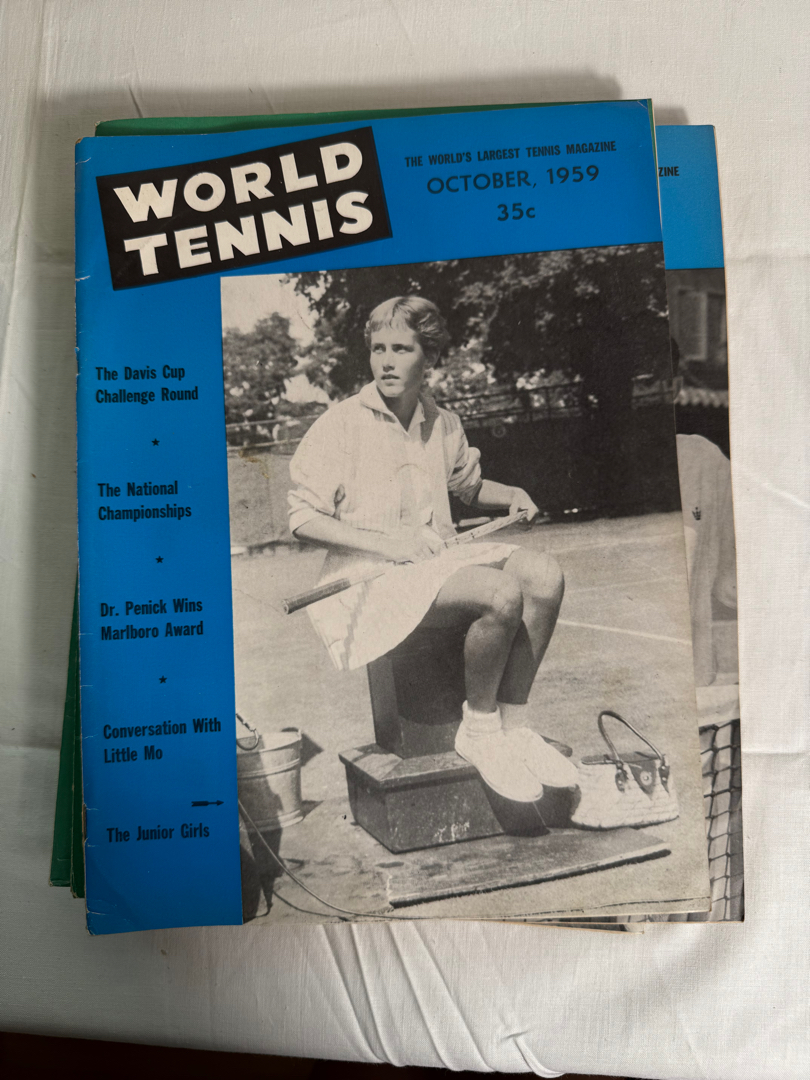 WORLD
TENNIS
THE WORLD'S LARGEST TENNIS MAGAZINE
OCTOBER, 1959
35c
ZINE
The Davis Cup
Challenge Round
★
The National
Championships
★
Dr. Penick Wins
Marlboro Award
★
Conversation With
Little Mo
The Junior Girls